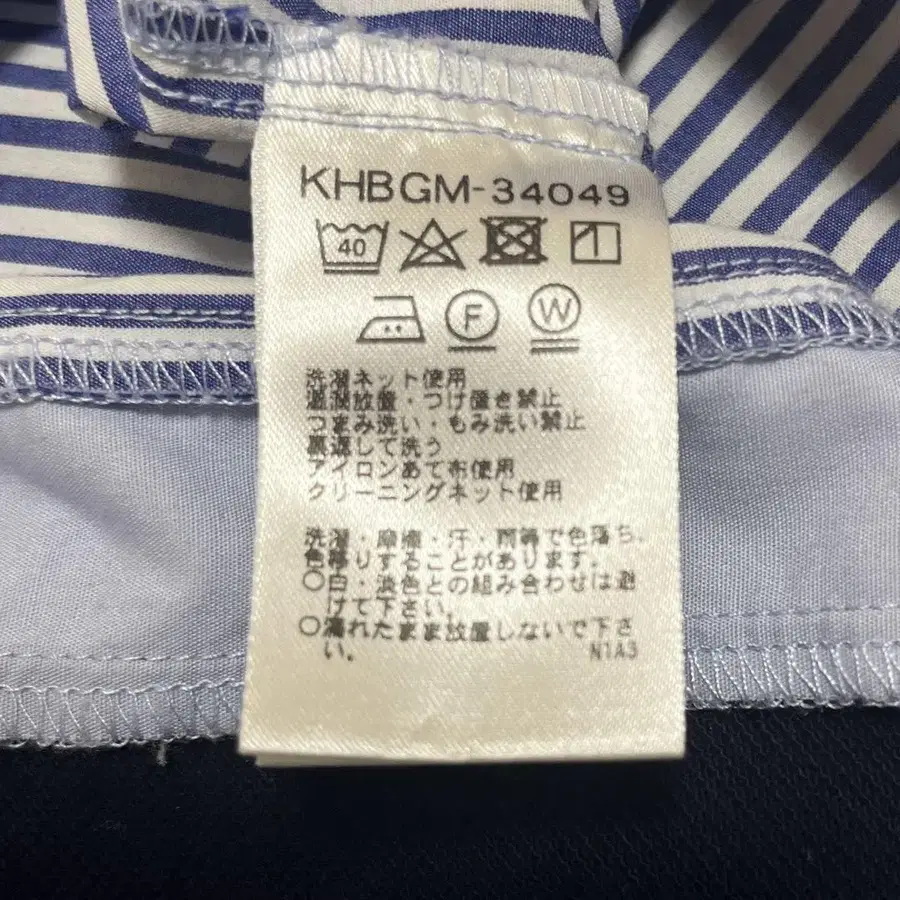 KHBGM-34049
40
F W
洗濯ネット使用
湿潤放置・つけ置き禁止
つまみ洗い・もみ洗い禁止
裏返して洗う
アイロンあて布使用
クリーニングネット使用
洗濯・摩擦・汗・雨等で色落ち、
色移りすることがあります。
○白・淡色との組み合わせは避
けて下さい。
○濡れたまま放置しないで下さ
い。 N1A3